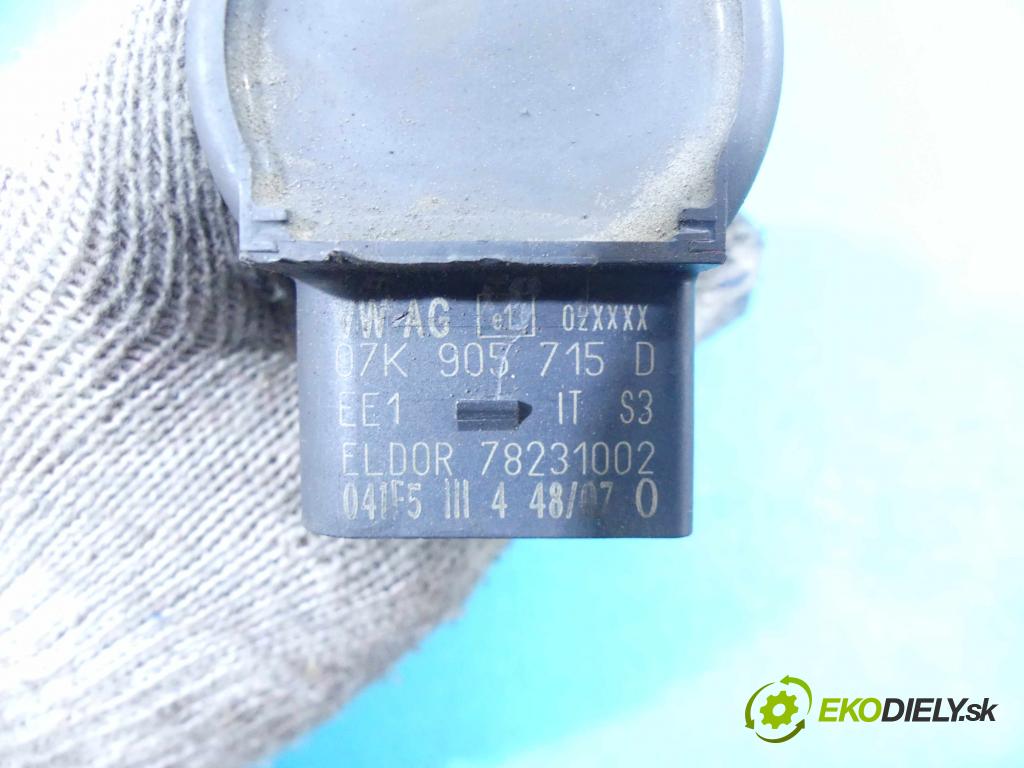 VW AG e1 02XXXX
07K 905 715 D
EE1 IT S3
ELDOR 78231002
041F5 III 4 48/07 0
EKODIELY.sk